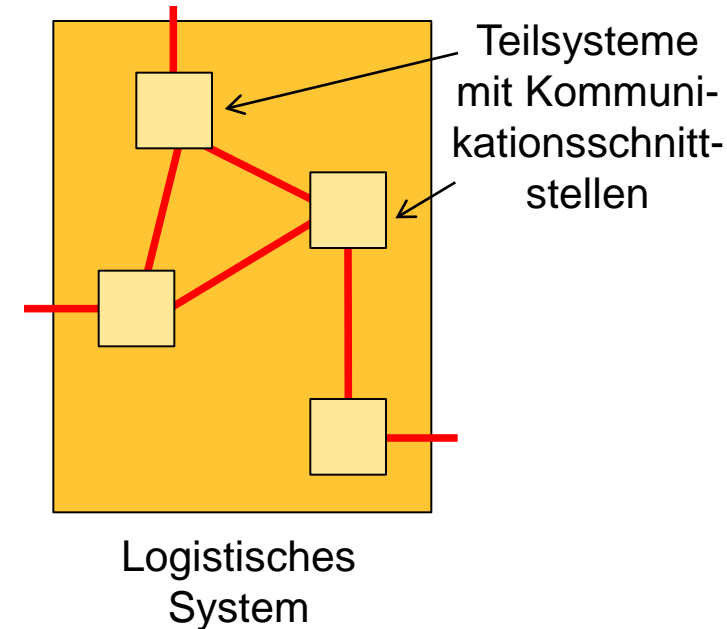 Teilsysteme
mit Kommuni-
kationsschnitt-
stellen
Logistisches
System